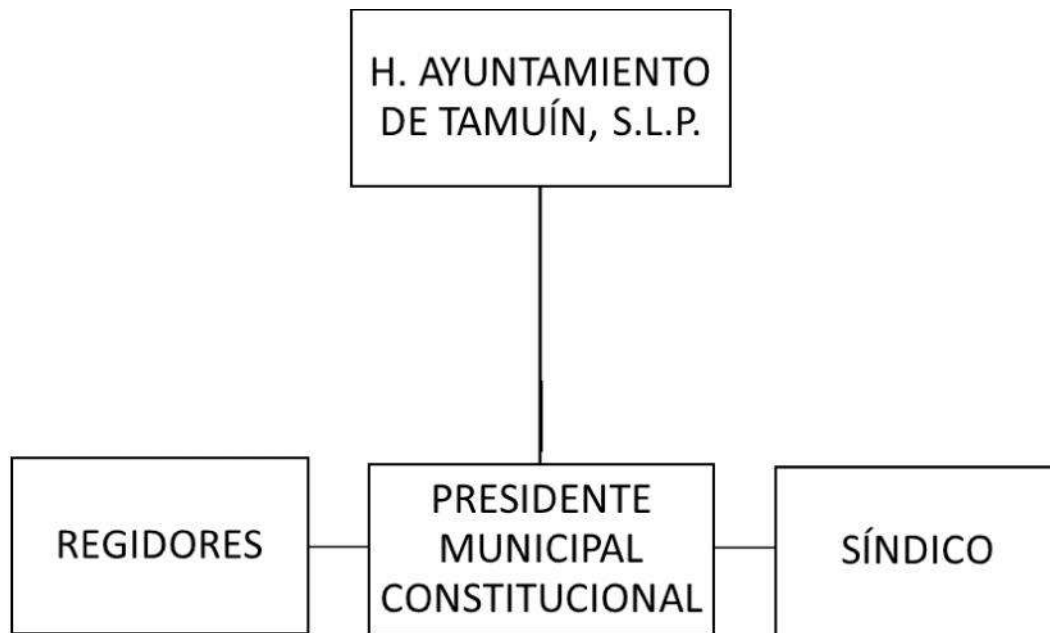 H. AYUNTAMIENTO
DE TAMUÍN, S.L.P.
REGIDORES
PRESIDENTE
MUNICIPAL
CONSTITUCIONAL
SÍNDICO